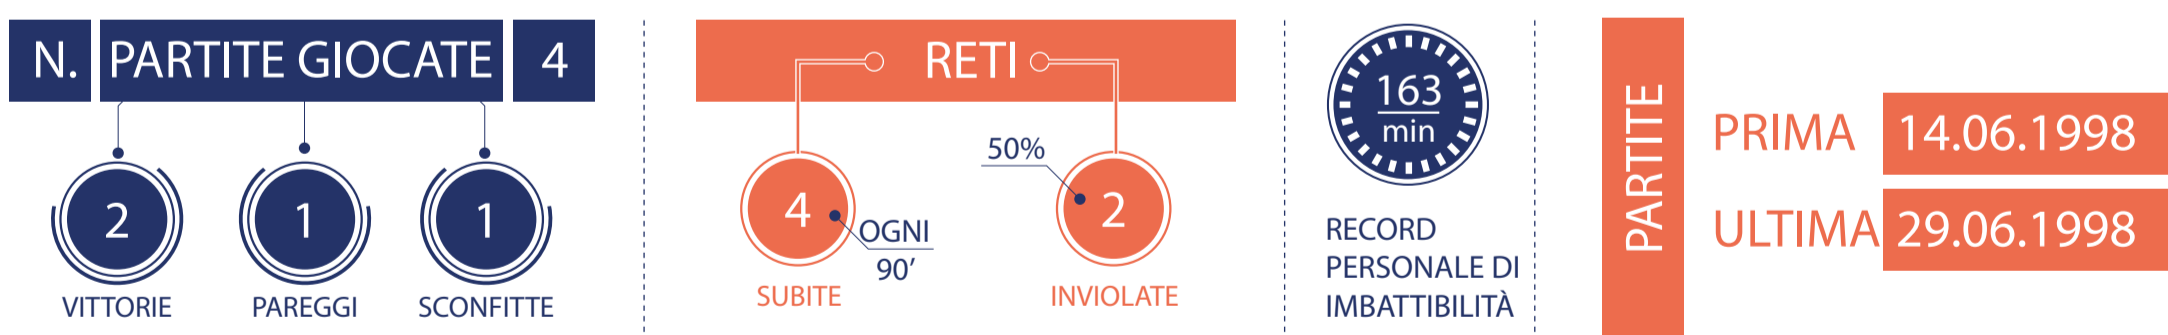 N. PARTITE GIOCATE 4
2 1 1
VITTORIE PAREGGI SCONFITTE
RETI
50%
4 2
OGNI
90’
SUBITE INVIOLATE
163
min
RECORD
PERSONALE DI
IMBATTIBILITÀ
PARTITE
PRIMA 14.06.1998
ULTIMA 29.06.1998